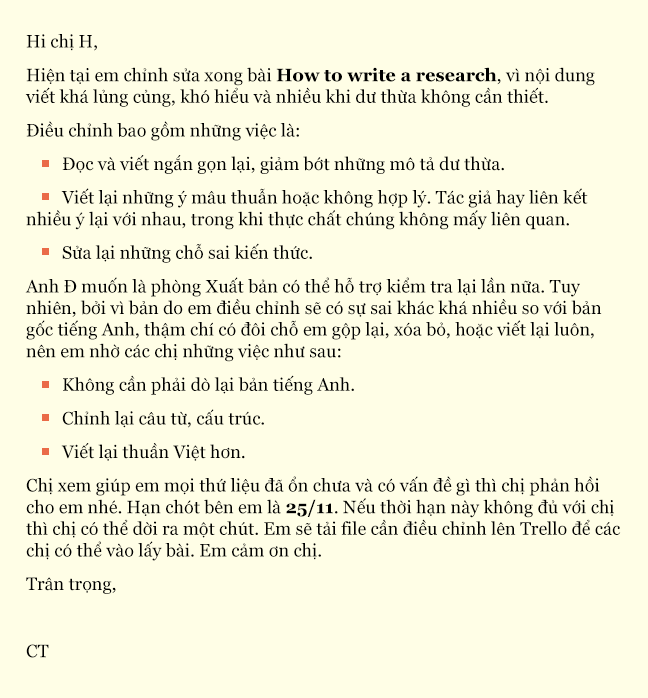 Hi chị H,
Hiện tại em chỉnh sửa xong bài How to write a research, vì nội dung
viết khá lủng củng, khó hiểu và nhiều khi dư thừa không cần thiết.
Điều chỉnh bao gồm những việc là:
Đọc và viết ngắn gọn lại, giảm bớt những mô tả dư thừa.
Viết lại những ý mâu thuẫn hoặc không hợp lý. Tác giả hay liên kết
nhiều ý lại với nhau, trong khi thực chất chúng không mấy liên quan.
Sửa lại những chỗ sai kiến thức.
Anh Đ muốn là phòng Xuất bản có thể hỗ trợ kiểm tra lại lần nữa. Tuy
nhiên, bởi vì bản do em điều chỉnh sẽ có sự sai khác khá nhiều so với bản
gốc tiếng Anh, thậm chí có đôi chỗ em gộp lại, xóa bỏ, hoặc viết lại luôn,
nên em nhờ các chị những việc như sau:
Không cần phải dò lại bản tiếng Anh.
Chỉnh lại câu từ, cấu trúc.
Viết lại thuần Việt hơn.
Chị xem giúp em mọi thứ liệu đã ổn chưa và có vấn đề gì thì chị phản hồi
cho em nhé. Hạn chót bên em là 25/11. Nếu thời hạn này không đủ với chị
thì chị có thể dời ra một chút. Em sẽ tải file cần điều chỉnh lên Trello để các
chị có thể vào lấy bài. Em cảm ơn chị.
Trân trọng,
CT